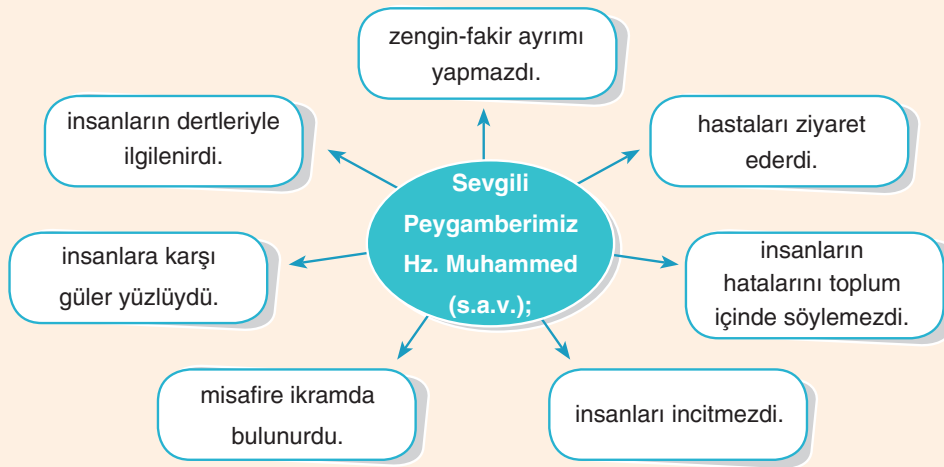 zengin-fakir ayrımı
yapmazdı.
insanların dertleriyle
ilgilenirdi.
hastaları ziyaret
ederdi.
Sevgili
Peygamberimiz
Hz. Muhammed
(s.a.v.);
insanlara karşı
güler yüzlüydü.
insanların
hatalarını toplum
içinde söylemezdi.
misafire ikramda
bulunurdu.
insanları incitmezdi.